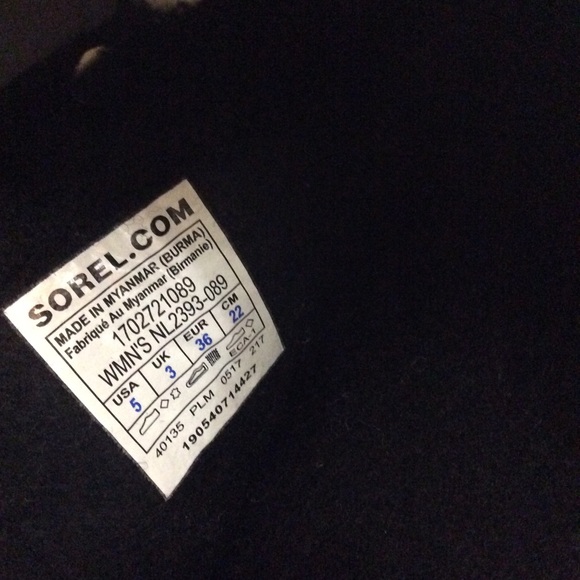 SOREL.COM
MADE IN MYANMAR (BURMA)
Fabriqué Au Myanmar (Birmanie)
1702721089
WMN'S NL2393-089
USA UK EUR CM
5 3 36 22
ECA-1
40135 PLM 0517 217
190540714427